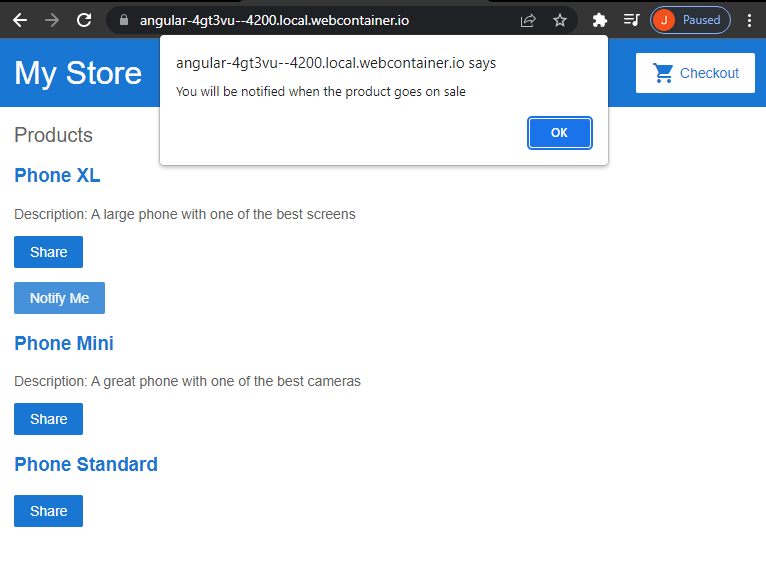 angular-4gt3vu--4200.local.webcontainer.io
J Paused
My Store
angular-4gt3vu--4200.local.webcontainer.io says
You will be notified when the product goes on sale
OK
Checkout
Products
Phone XL
Description: A large phone with one of the best screens
Share
Notify Me
Phone Mini
Description: A great phone with one of the best cameras
Share
Phone Standard
Share